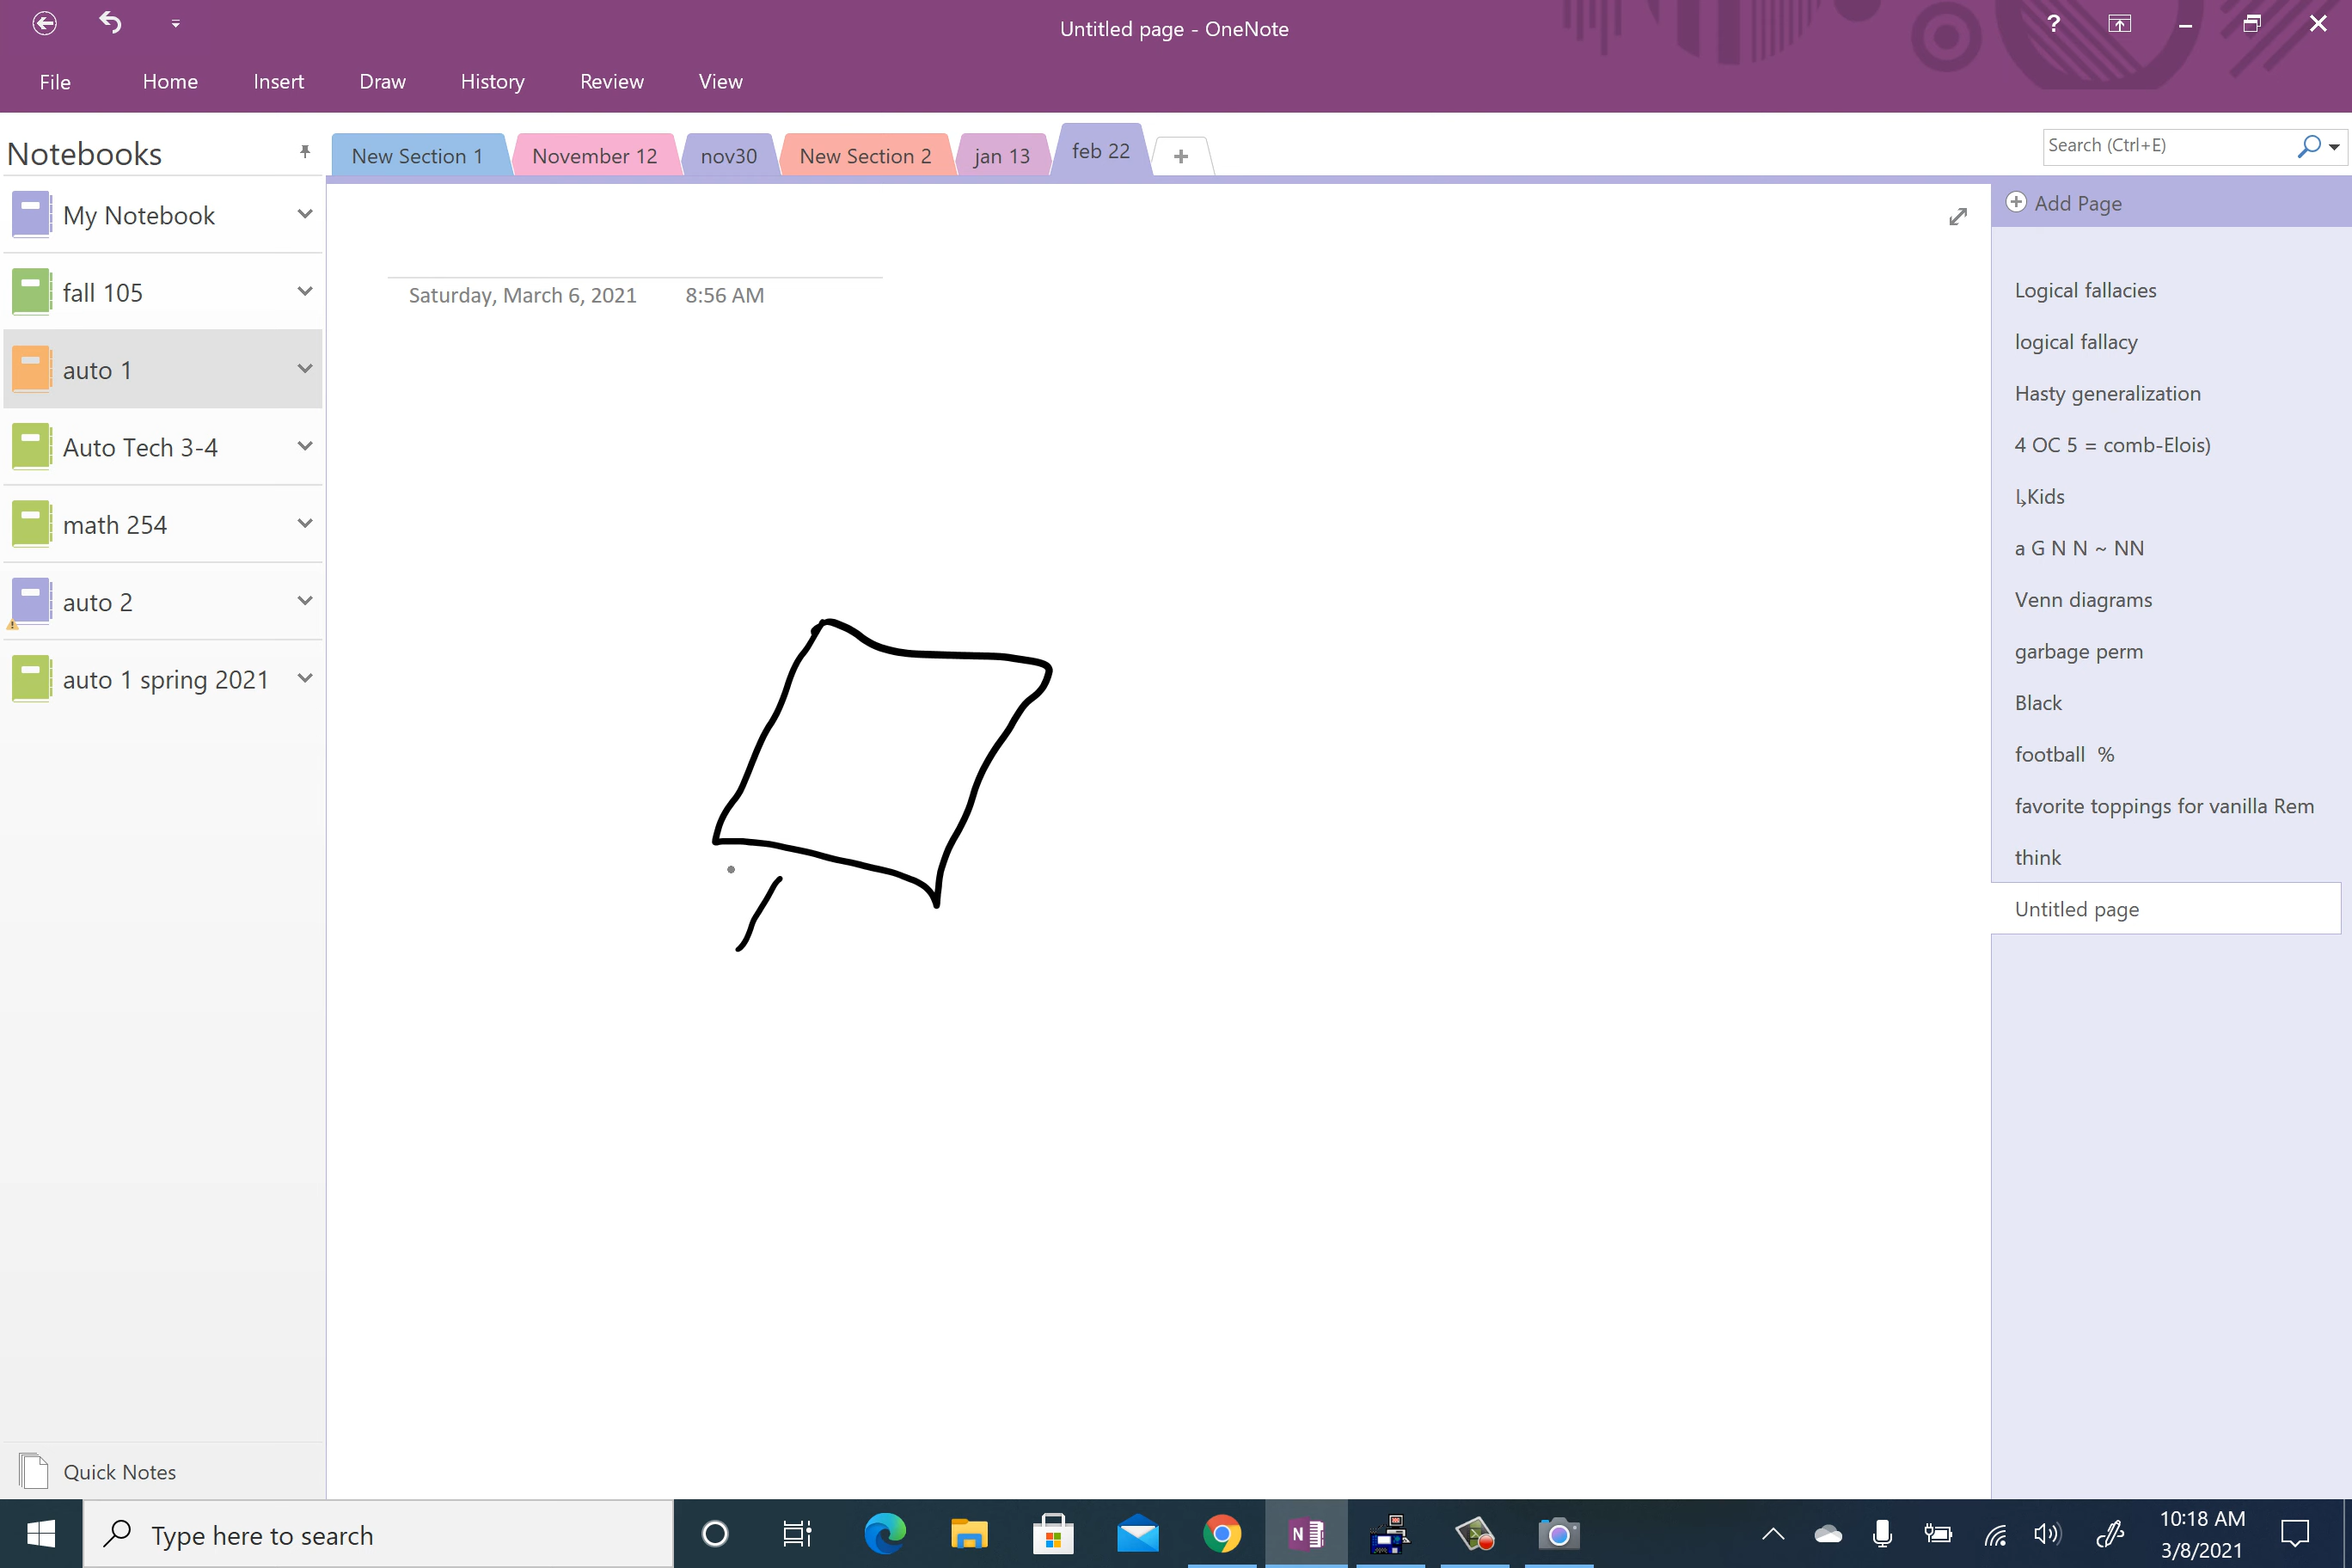 Untitled page - OneNote
?
File Home Insert Draw History Review View
Notebooks
New Section 1 November 12 nov30 New Section 2 jan 13 feb 22 +
Search (Ctrl+E)
My Notebook
fall 105
auto 1
Auto Tech 3-4
math 254
auto 2
auto 1 spring 2021
Quick Notes
Saturday, March 6, 2021 8:56 AM
Add Page
Logical fallacies
logical fallacy
Hasty generalization
4 OC 5 = comb-Elois)
Kids
a G N N ~ NN
Venn diagrams
garbage perm
Black
football %
favorite toppings for vanilla Rem
think
Untitled page
Type here to search
N
10:18 AM
3/8/2021